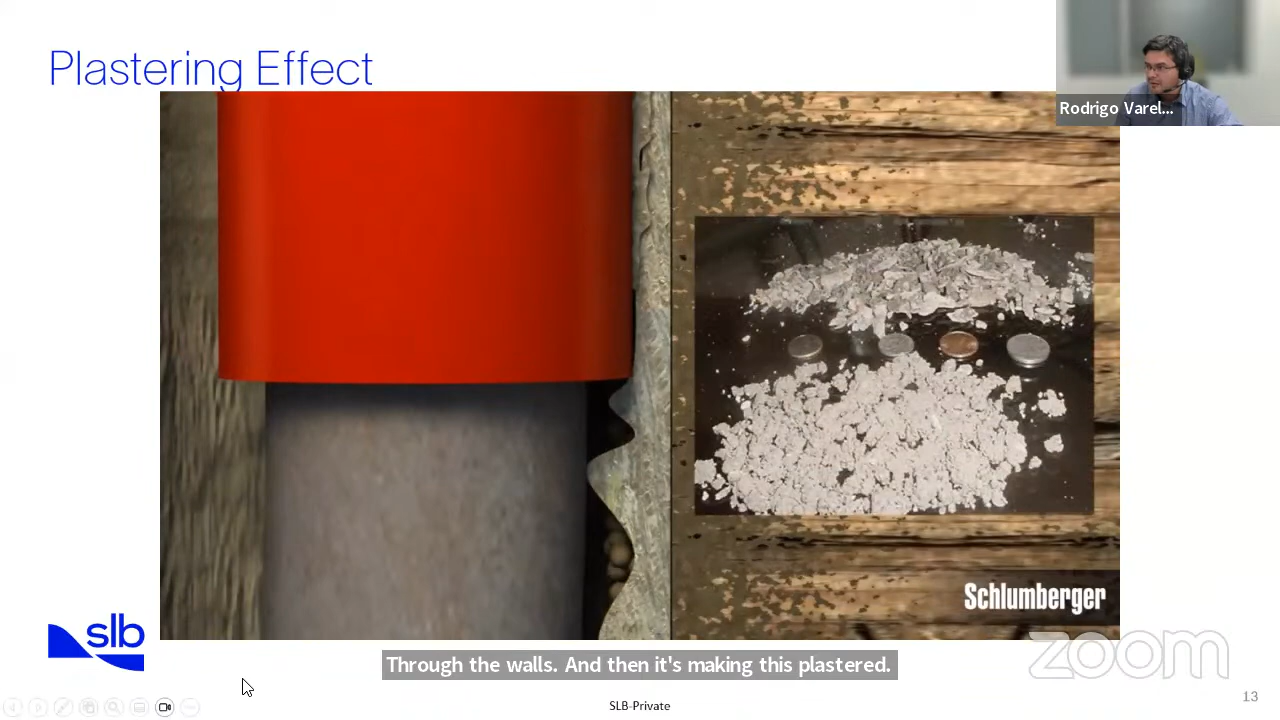 Plastering Effect
Rodrigo Varel...
Schlumberger
slb
Through the walls. And then it's making this plastered.
zoom
SLB-Private
13